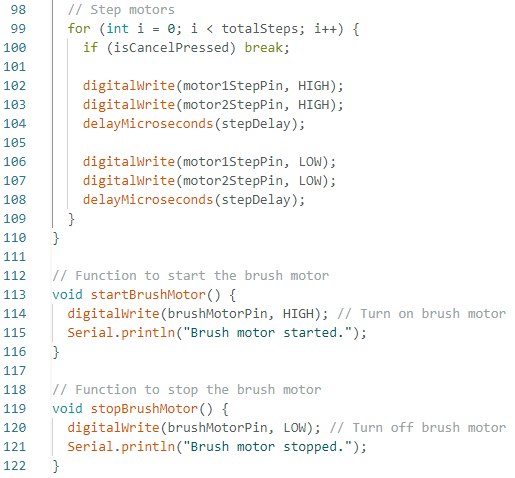 98 // Step motors
99 for (int i = 0; i < totalSteps; i++) {
100 if (isCancelPressed) break;
101
102 digitalWrite(motor1StepPin, HIGH);
103 digitalWrite(motor2StepPin, HIGH);
104 delayMicroseconds(stepDelay);
105
106 digitalWrite(motor1StepPin, LOW);
107 digitalWrite(motor2StepPin, LOW);
108 delayMicroseconds(stepDelay);
109 }
110 }
111
112 // Function to start the brush motor
113 void startBrushMotor() {
114 digitalWrite(brushMotorPin, HIGH); // Turn on brush motor
115 Serial.println("Brush motor started.");
116 }
117
118 // Function to stop the brush motor
119 void stopBrushMotor() {
120 digitalWrite(brushMotorPin, LOW); // Turn off brush motor
121 Serial.println("Brush motor stopped.");
122 }